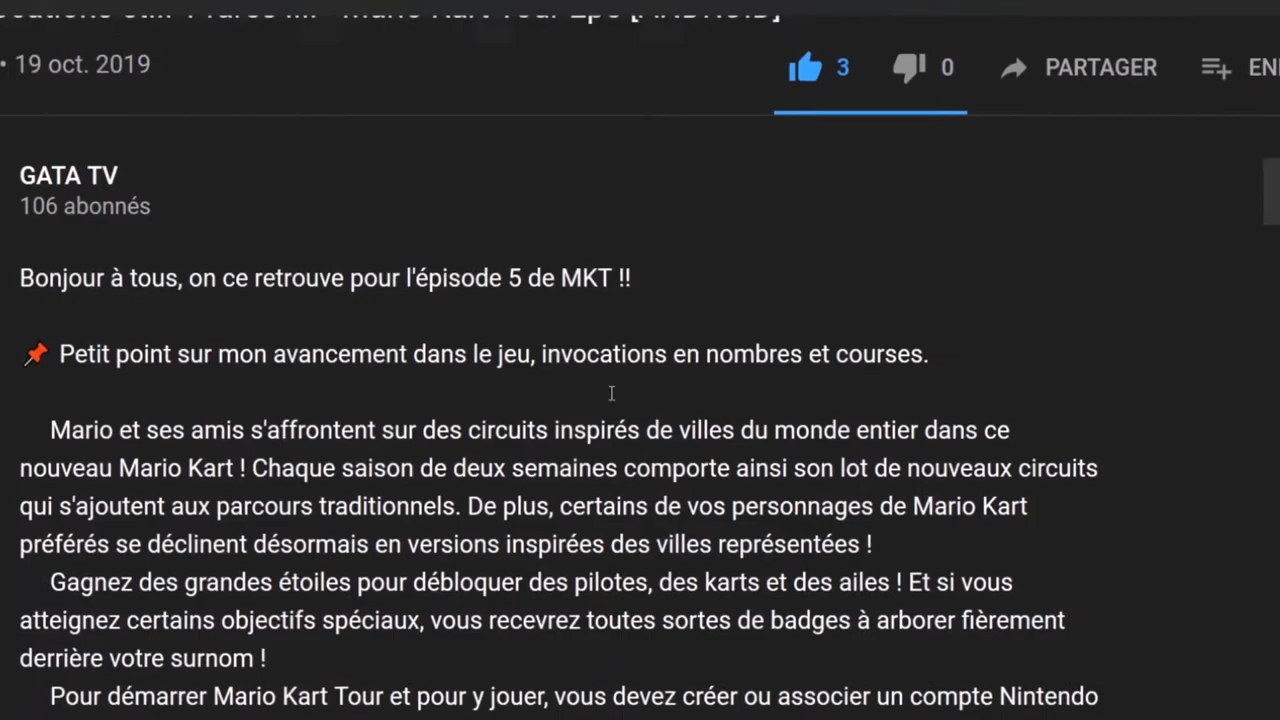 Mario Kart Tour
• 19 oct. 2019
3
0
PARTAGER
GATA TV
106 abonnés
Bonjour à tous, on ce retrouve pour l'épisode 5 de MKT !!
Petit point sur mon avancement dans le jeu, invocations en nombres et courses.
Mario et ses amis s'affrontent sur des circuits inspirés de villes du monde entier dans ce
nouveau Mario Kart ! Chaque saison de deux semaines comporte ainsi son lot de nouveaux circuits
qui s'ajoutent aux parcours traditionnels. De plus, certains de vos personnages de Mario Kart
préférés se déclinent désormais en versions inspirées des villes représentées !
Gagnez des grandes étoiles pour débloquer des pilotes, des karts et des ailes ! Et si vous
atteignez certains objectifs spéciaux, vous recevrez toutes sortes de badges à arborer fièrement
derrière votre surnom !
Pour démarrer Mario Kart Tour et pour y jouer, vous devez créer ou associer un compte Nintendo